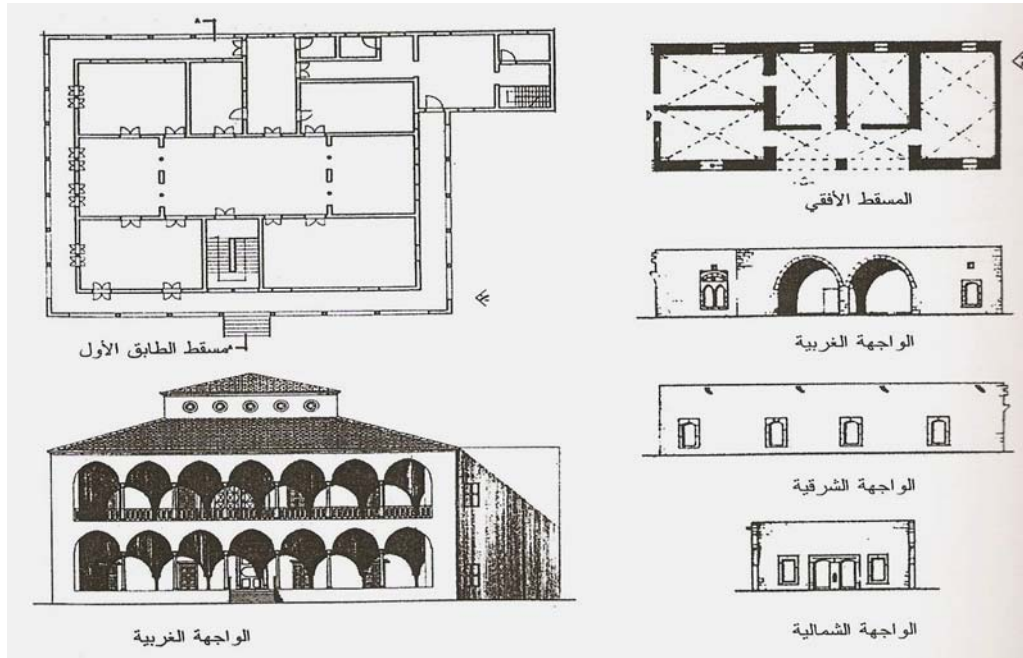 A
مسقط الطابق الأول
A
الواجهة الغربية
المسقط الأفقي
الواجهة الغربية
الواجهة الشرقية
الواجهة الشمالية